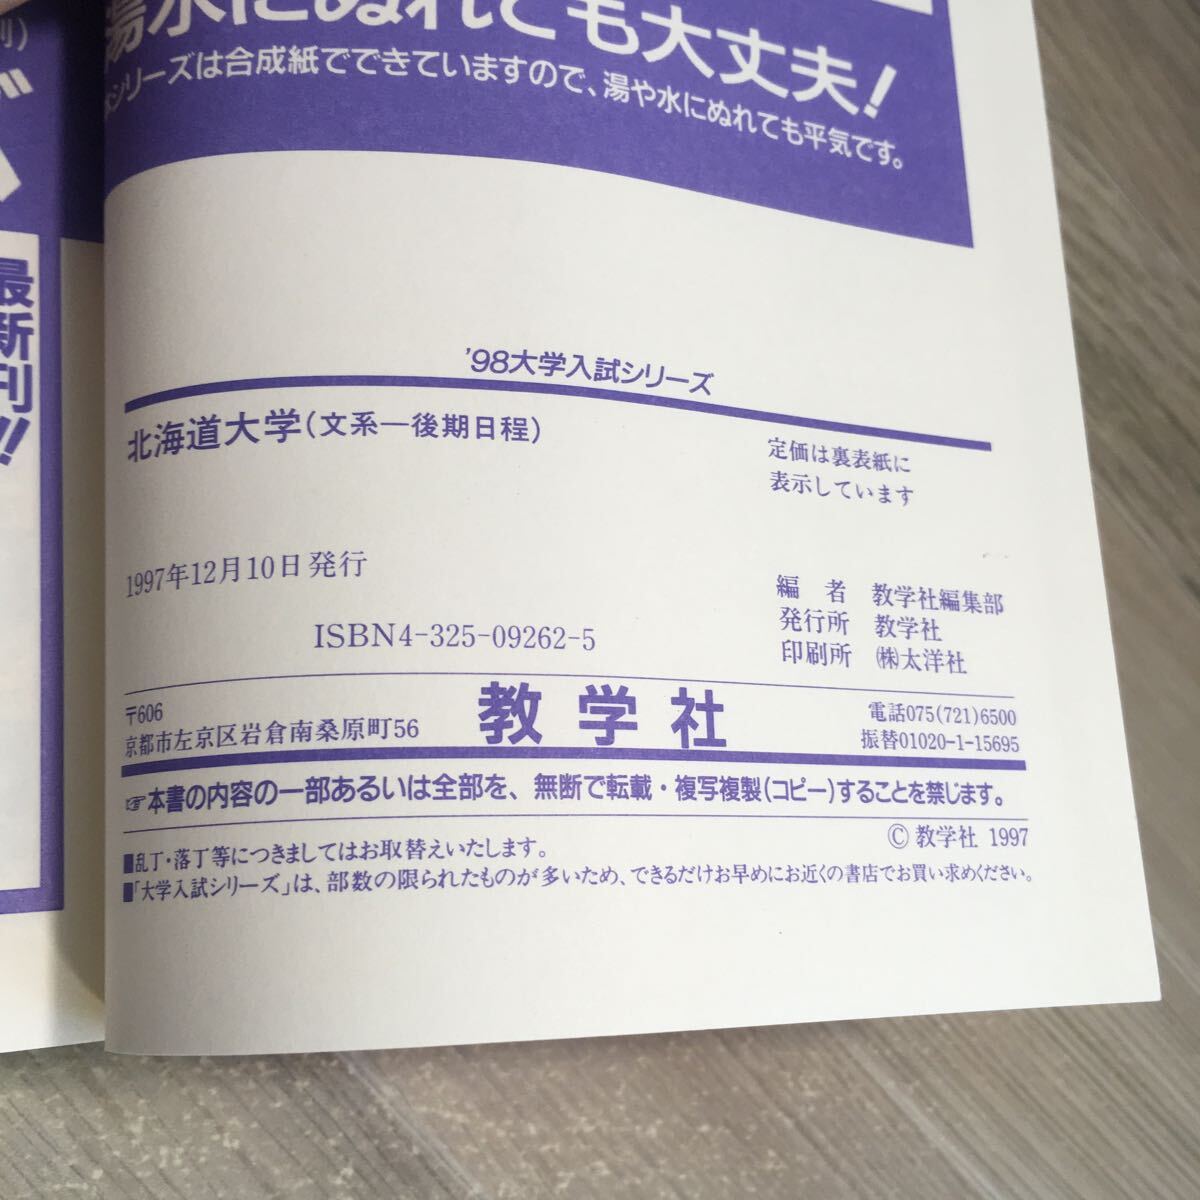 湯水にぬれても大丈夫!
シリーズは合成紙でできていますので、湯や水にぬれても平気です。
最新刊!!
'98大学入試シリーズ
北海道大学(文系―後期日程)
定価は裏表紙に
表示しています
1997年12月10日発行
ISBN4-325-09262-5
編 者 教学社編集部
発行所 教学社
印刷所 ㈱太洋社
〒606
京都市左京区岩倉南桑原町56
教学社
電話075(721)6500
振替01020-1-15695
☞本書の内容の一部あるいは全部を、無断で転載・複写複製(コピー)することを禁じます。
© 教学社 1997
■乱丁・落丁等につきましてはお取替えいたします。
■「大学入試シリーズ」は、部数の限られたものが多いため、できるだけお早めにお近くの書店でお買い求めください。